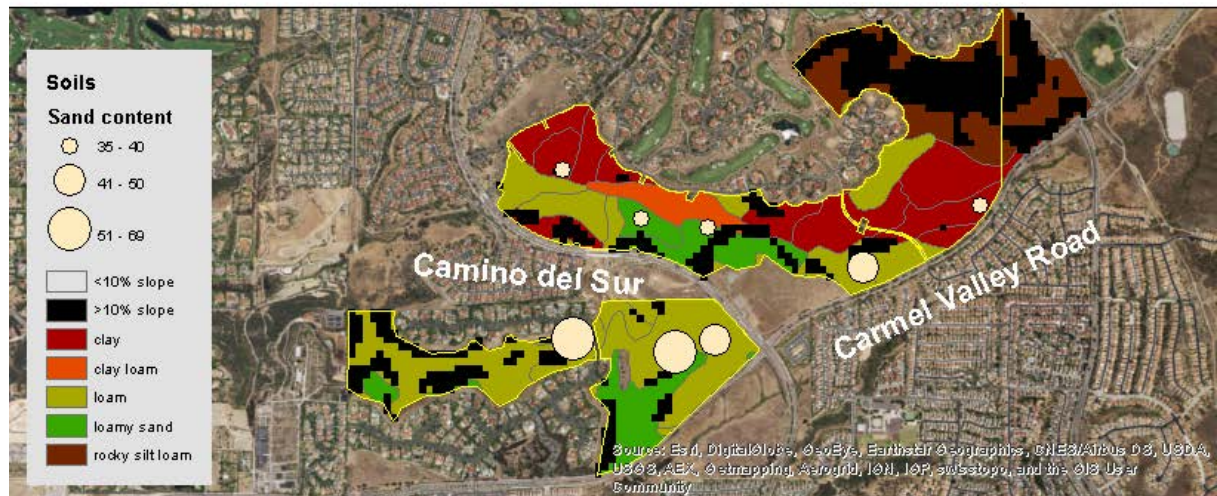 Soils
Sand content
35 - 40
41 - 50
51 - 69
<10% slope
>10% slope
clay
clay loam
loam
loamy sand
rocky silt loam
Camino del Sur
Carmel Valley Road
Source: Esri, DigitalGlobe, GeoEye, Earthstar Geographics, CNES/Airbus DS, USDA,
USGS, AEX, Getmapping, Aerogrid, IGN, IGP, swisstopo, and the GIS User
Community